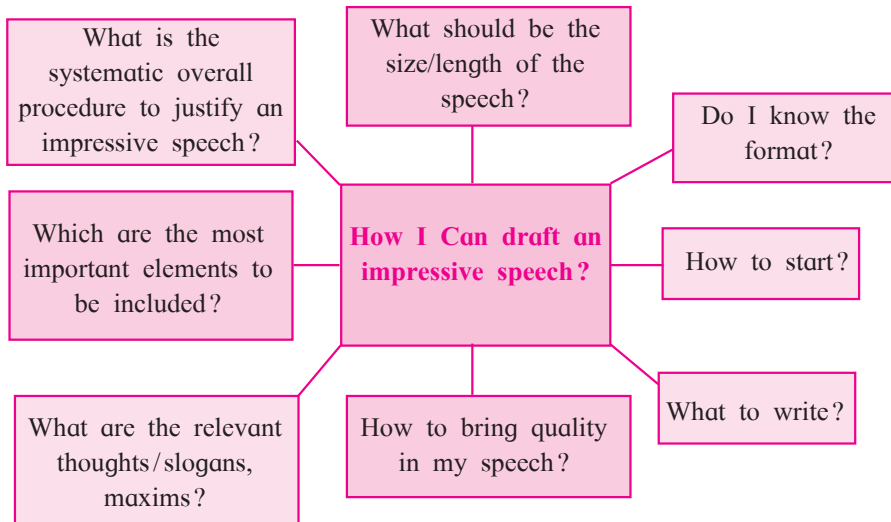 What is the
systematic overall
procedure to justify an
impressive speech?
What should be the
size/length of the
speech?
Do I know the
format?
Which are the most
important elements to
be included?
How I Can draft an
impressive speech?
How to start?
What are the relevant
thoughts/slogans,
maxims?
How to bring quality
in my speech?
What to write?